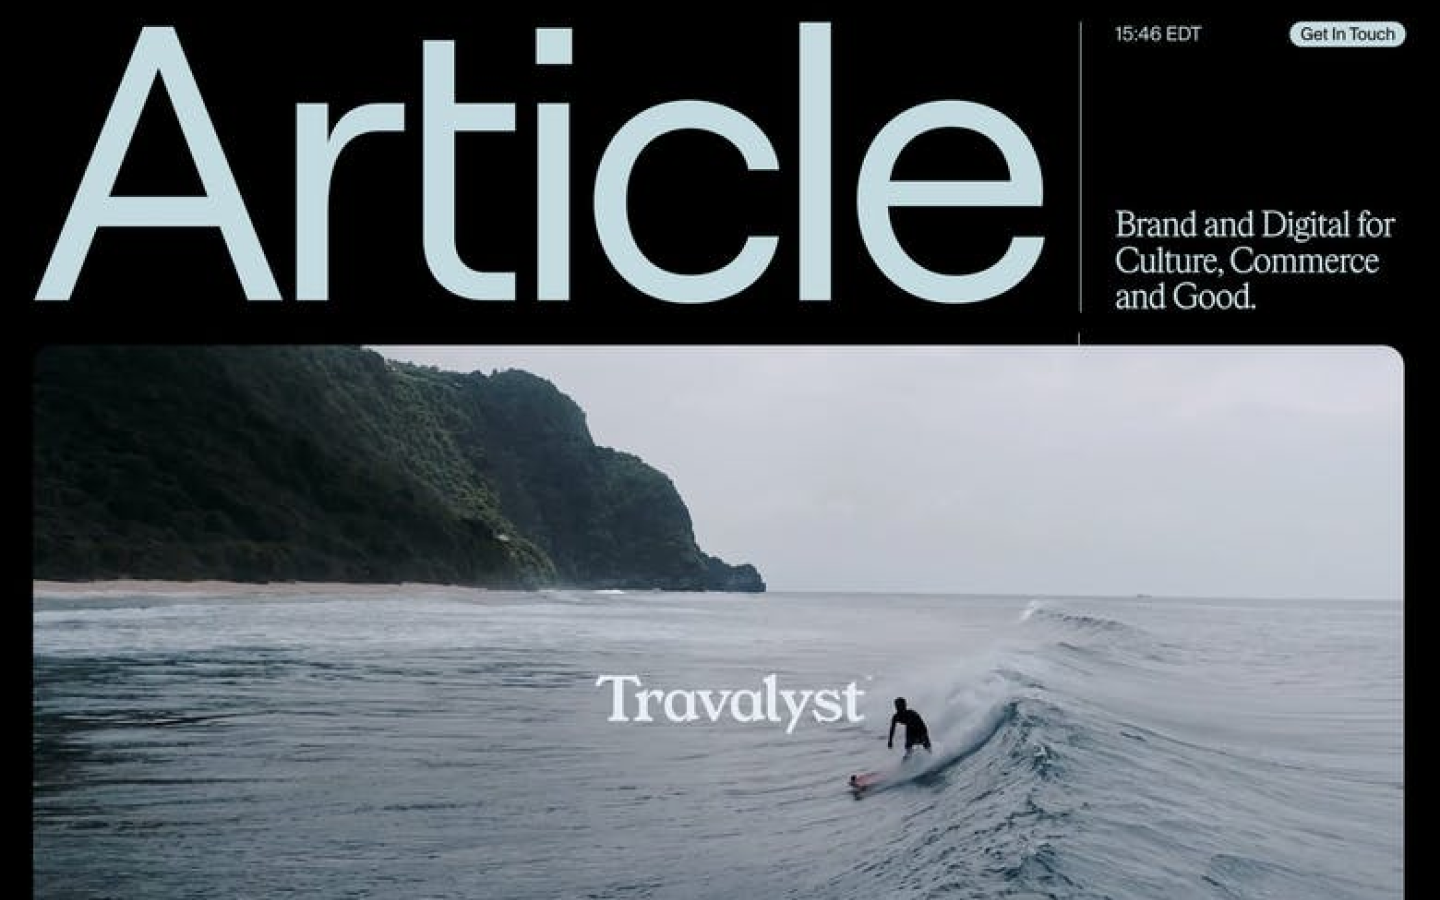 Article
15:46 EDT
Get In Touch
Brand and Digital for
Culture, Commerce
and Good.
Travalyst